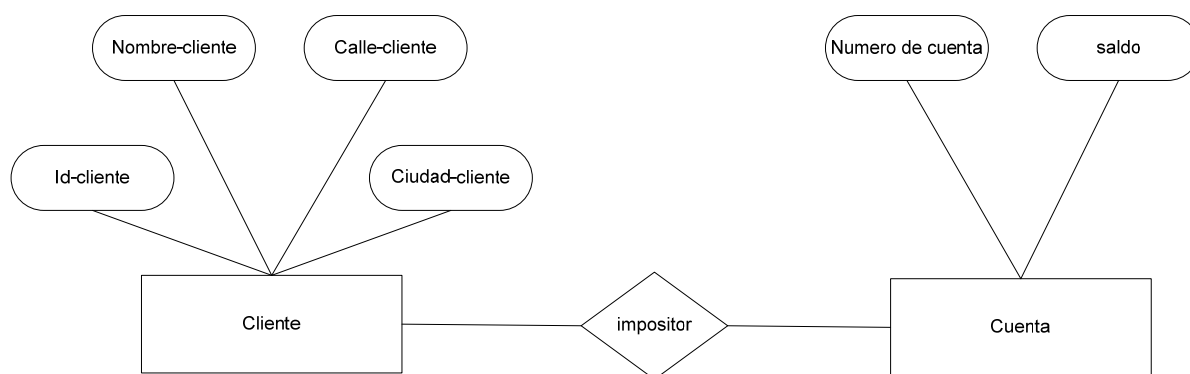 Nombre-cliente
Calle-cliente
Numero de cuenta
saldo
Id-cliente
Ciudad-cliente
Cliente
impositor
Cuenta